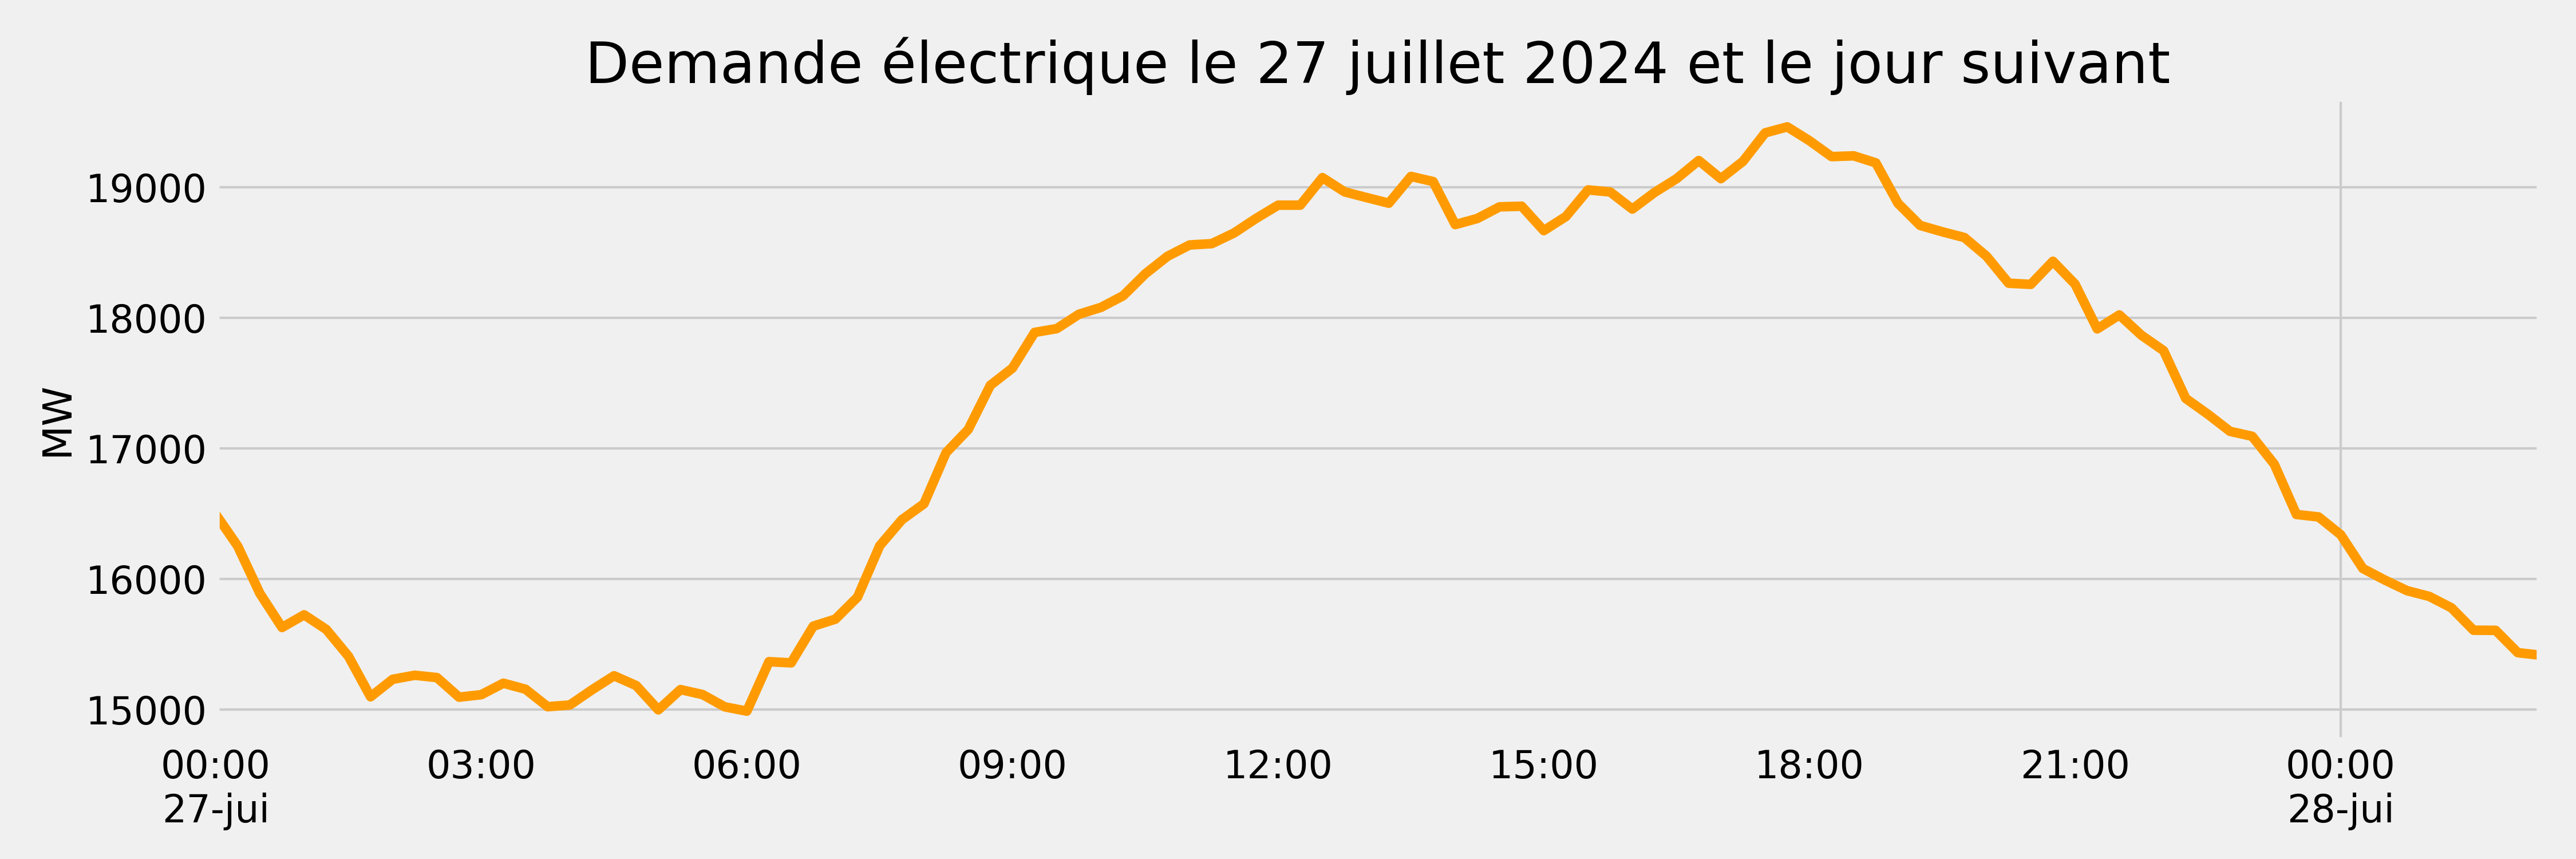 Demande électrique le 27 juillet 2024 et le jour suivant
MW
19000
18000
17000
16000
15000
00:00 03:00 06:00 09:00 12:00 15:00 18:00 21:00 00:00
27-jui 28-jui